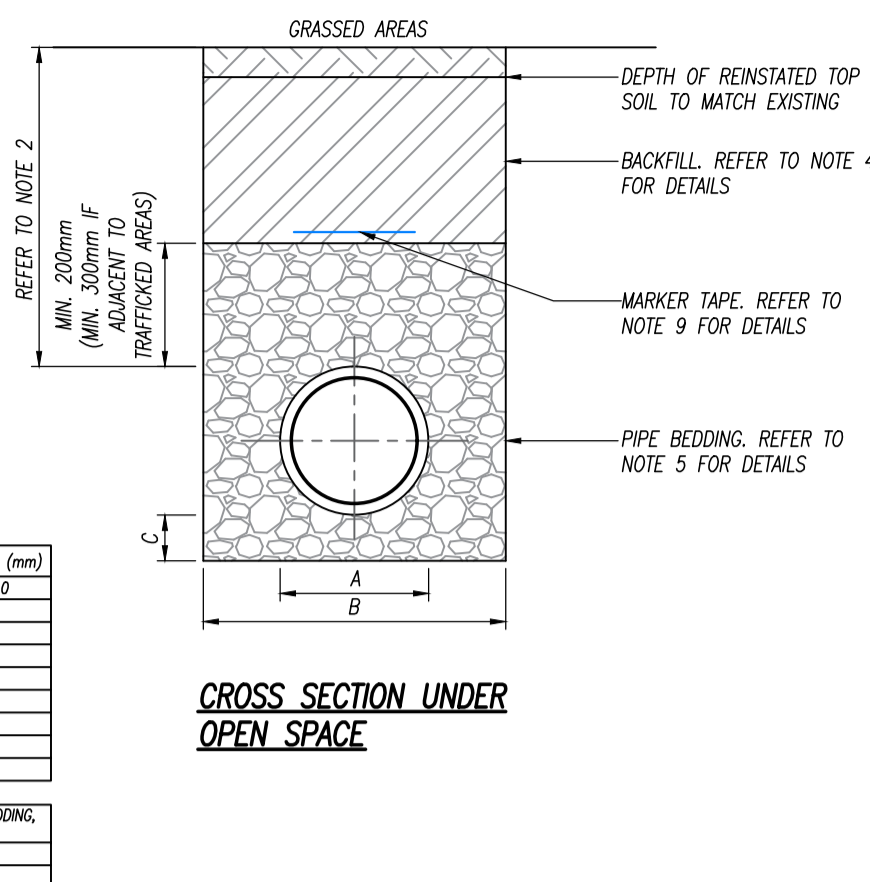 GRASSED AREAS
DEPTH OF REINSTATED TOP
SOIL TO MATCH EXISTING
BACKFILL. REFER TO NOTE 4
FOR DETAILS
REFER TO NOTE 2
MIN. 200mm
(MIN. 300mm IF
ADJACENT TO
TRAFFICKED AREAS)
MARKER TAPE. REFER TO
NOTE 9 FOR DETAILS
PIPE BEDDING. REFER TO
NOTE 5 FOR DETAILS
C
A
B
(mm)
0
CROSS SECTION UNDER
OPEN SPACE